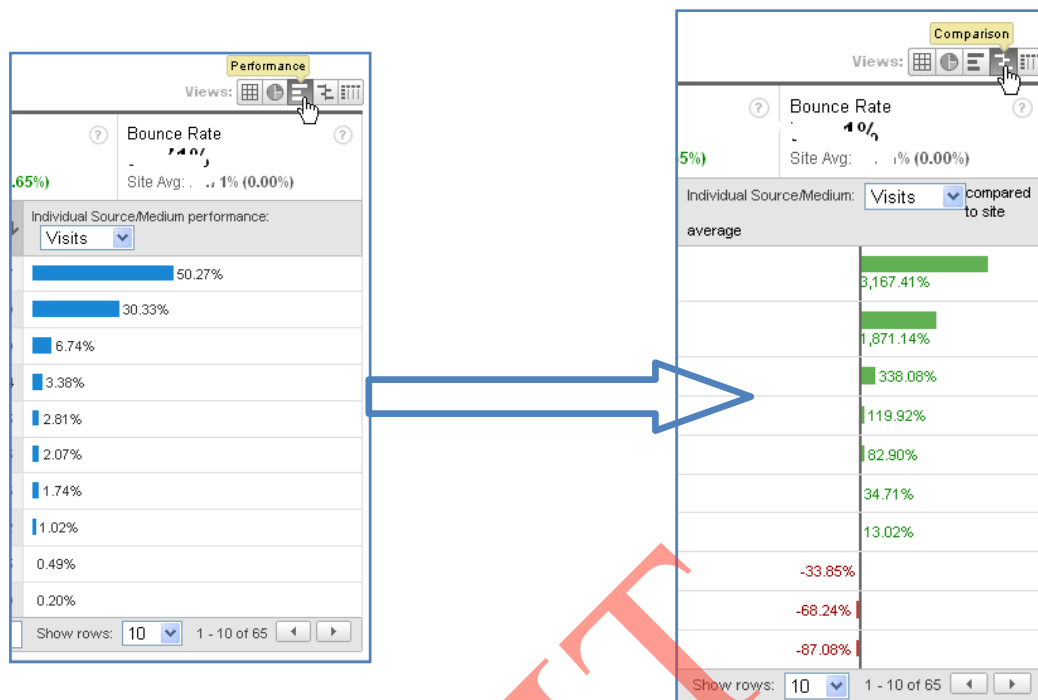 Performance
Views:
?
Bounce Rate
?
.65%)
Site Avg: 1% (0.00%)
Individual Source/Medium performance:
Visits
50.27%
30.33%
6.74%
3.38%
2.81%
2.07%
1.74%
1.02%
0.49%
0.20%
Show rows: 10 1 - 10 of 65
Comparison
Views:
?
Bounce Rate
?
5%)
Site Avg: 1% (0.00%)
Individual Source/Medium: Visits compared
to site
average
3,167.41%
1,871.14%
338.08%
119.92%
82.90%
34.71%
13.02%
-33.85%
-68.24%
-87.08%
Show rows: 10 1 - 10 of 65